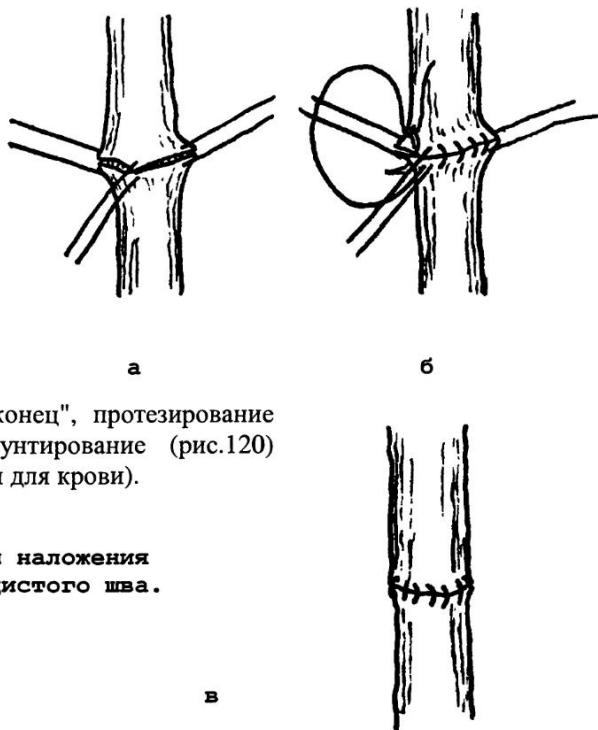 а б
конец", протезирование
унтирование (рис.120)
для крови).
наложения
дистого шва.
в